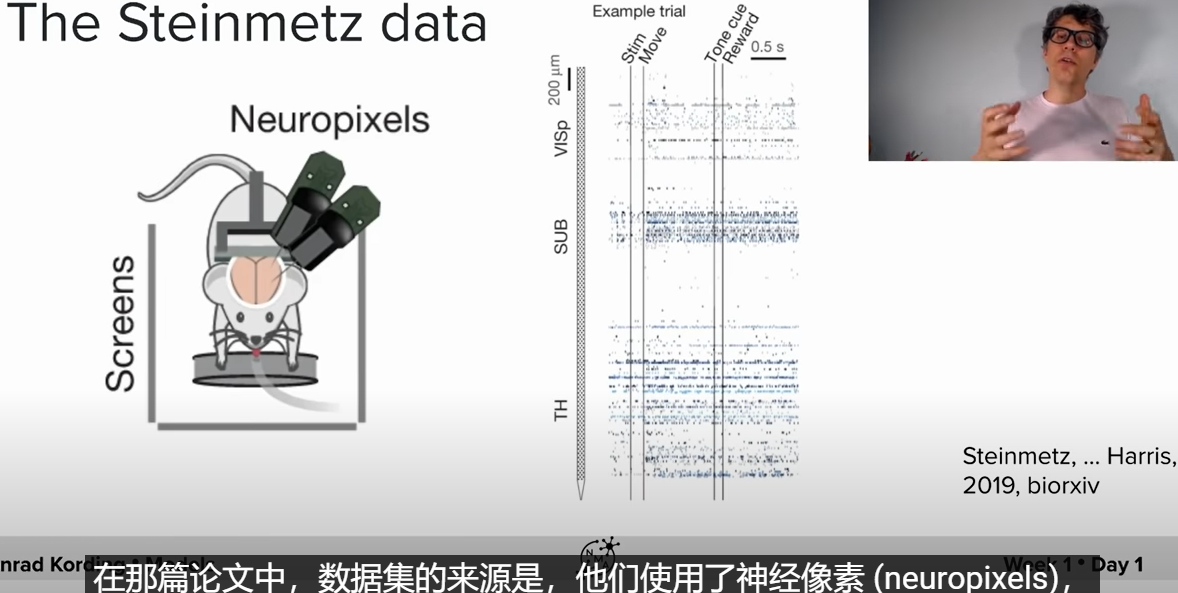 The Steinmetz data
Neuropixels
Screens
Example trial
Stim
Move
Tone cue
Reward
0.5 s
200 μm
VISp
SUB
TH
Steinmetz, ... Harris,
2019, biorxiv
nrad Kording • Models
Week 1 • Day 1
在那篇论文中，数据集的来源是，他们使用了神经像素 (neuropixels)，